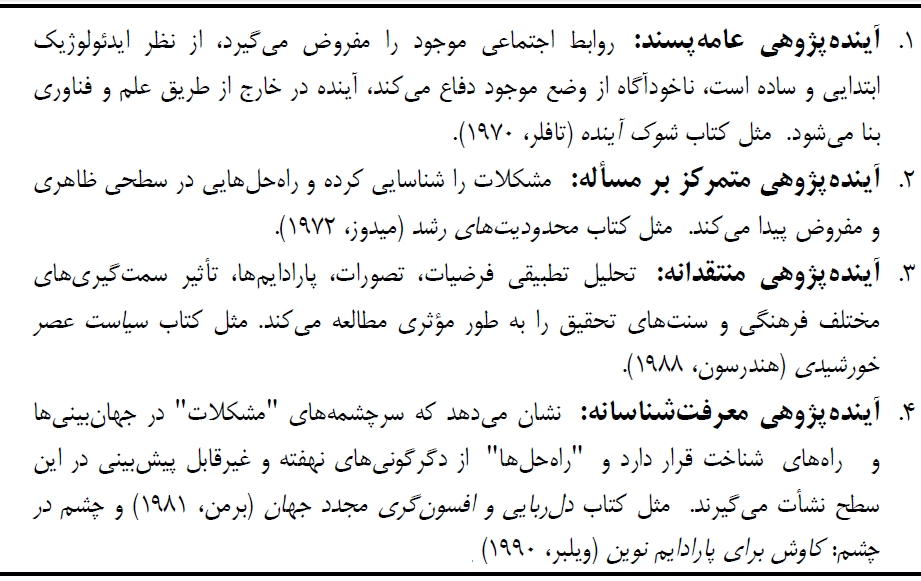 ۱. آینده‌پژوهی عامه‌پسند: روابط اجتماعی موجود را مفروض می‌گیرد، از نظر ایدئولوژیک
ابتدایی و ساده است، ناخودآگاه از وضع موجود دفاع می‌کند، آینده در خارج از طریق علم و فناوری
بنا می‌شود. مثل کتاب شوک آینده (تافلر، ۱۹۷۰).
۲. آینده‌پژوهی متمرکز بر مسأله: مشکلات را شناسایی کرده و راه‌حل‌هایی در سطحی ظاهری
و مفروض پیدا می‌کند. مثل کتاب محدودیت‌های رشد (میدوز، ۱۹۷۲).
۳. آینده‌پژوهی منتقدانه: تحلیل تطبیقی فرضیات، تصورات، پارادایم‌ها، تأثیر سمت‌گیری‌های
مختلف فرهنگی و سنت‌های تحقیق را به طور مؤثری مطالعه می‌کند. مثل کتاب سیاست عصر
خورشیدی (هندرسون، ۱۹۸۸).
۴. آینده‌پژوهی معرفت‌شناسانه: نشان می‌دهد که سرچشمه‌های "مشکلات" در جهان‌بینی‌ها
و راه‌های شناخت قرار دارد و "راه‌حل‌ها" از دگرگونی‌های نهفته و غیرقابل پیش‌بینی در این
سطح نشأت می‌گیرند. مثل کتاب دل‌ربایی و افسون‌گری مجدد جهان (برمن، ۱۹۸۱) و چشم در
چشم: کاوش برای پارادایم نوین (ویلبر، ۱۹۹۰).